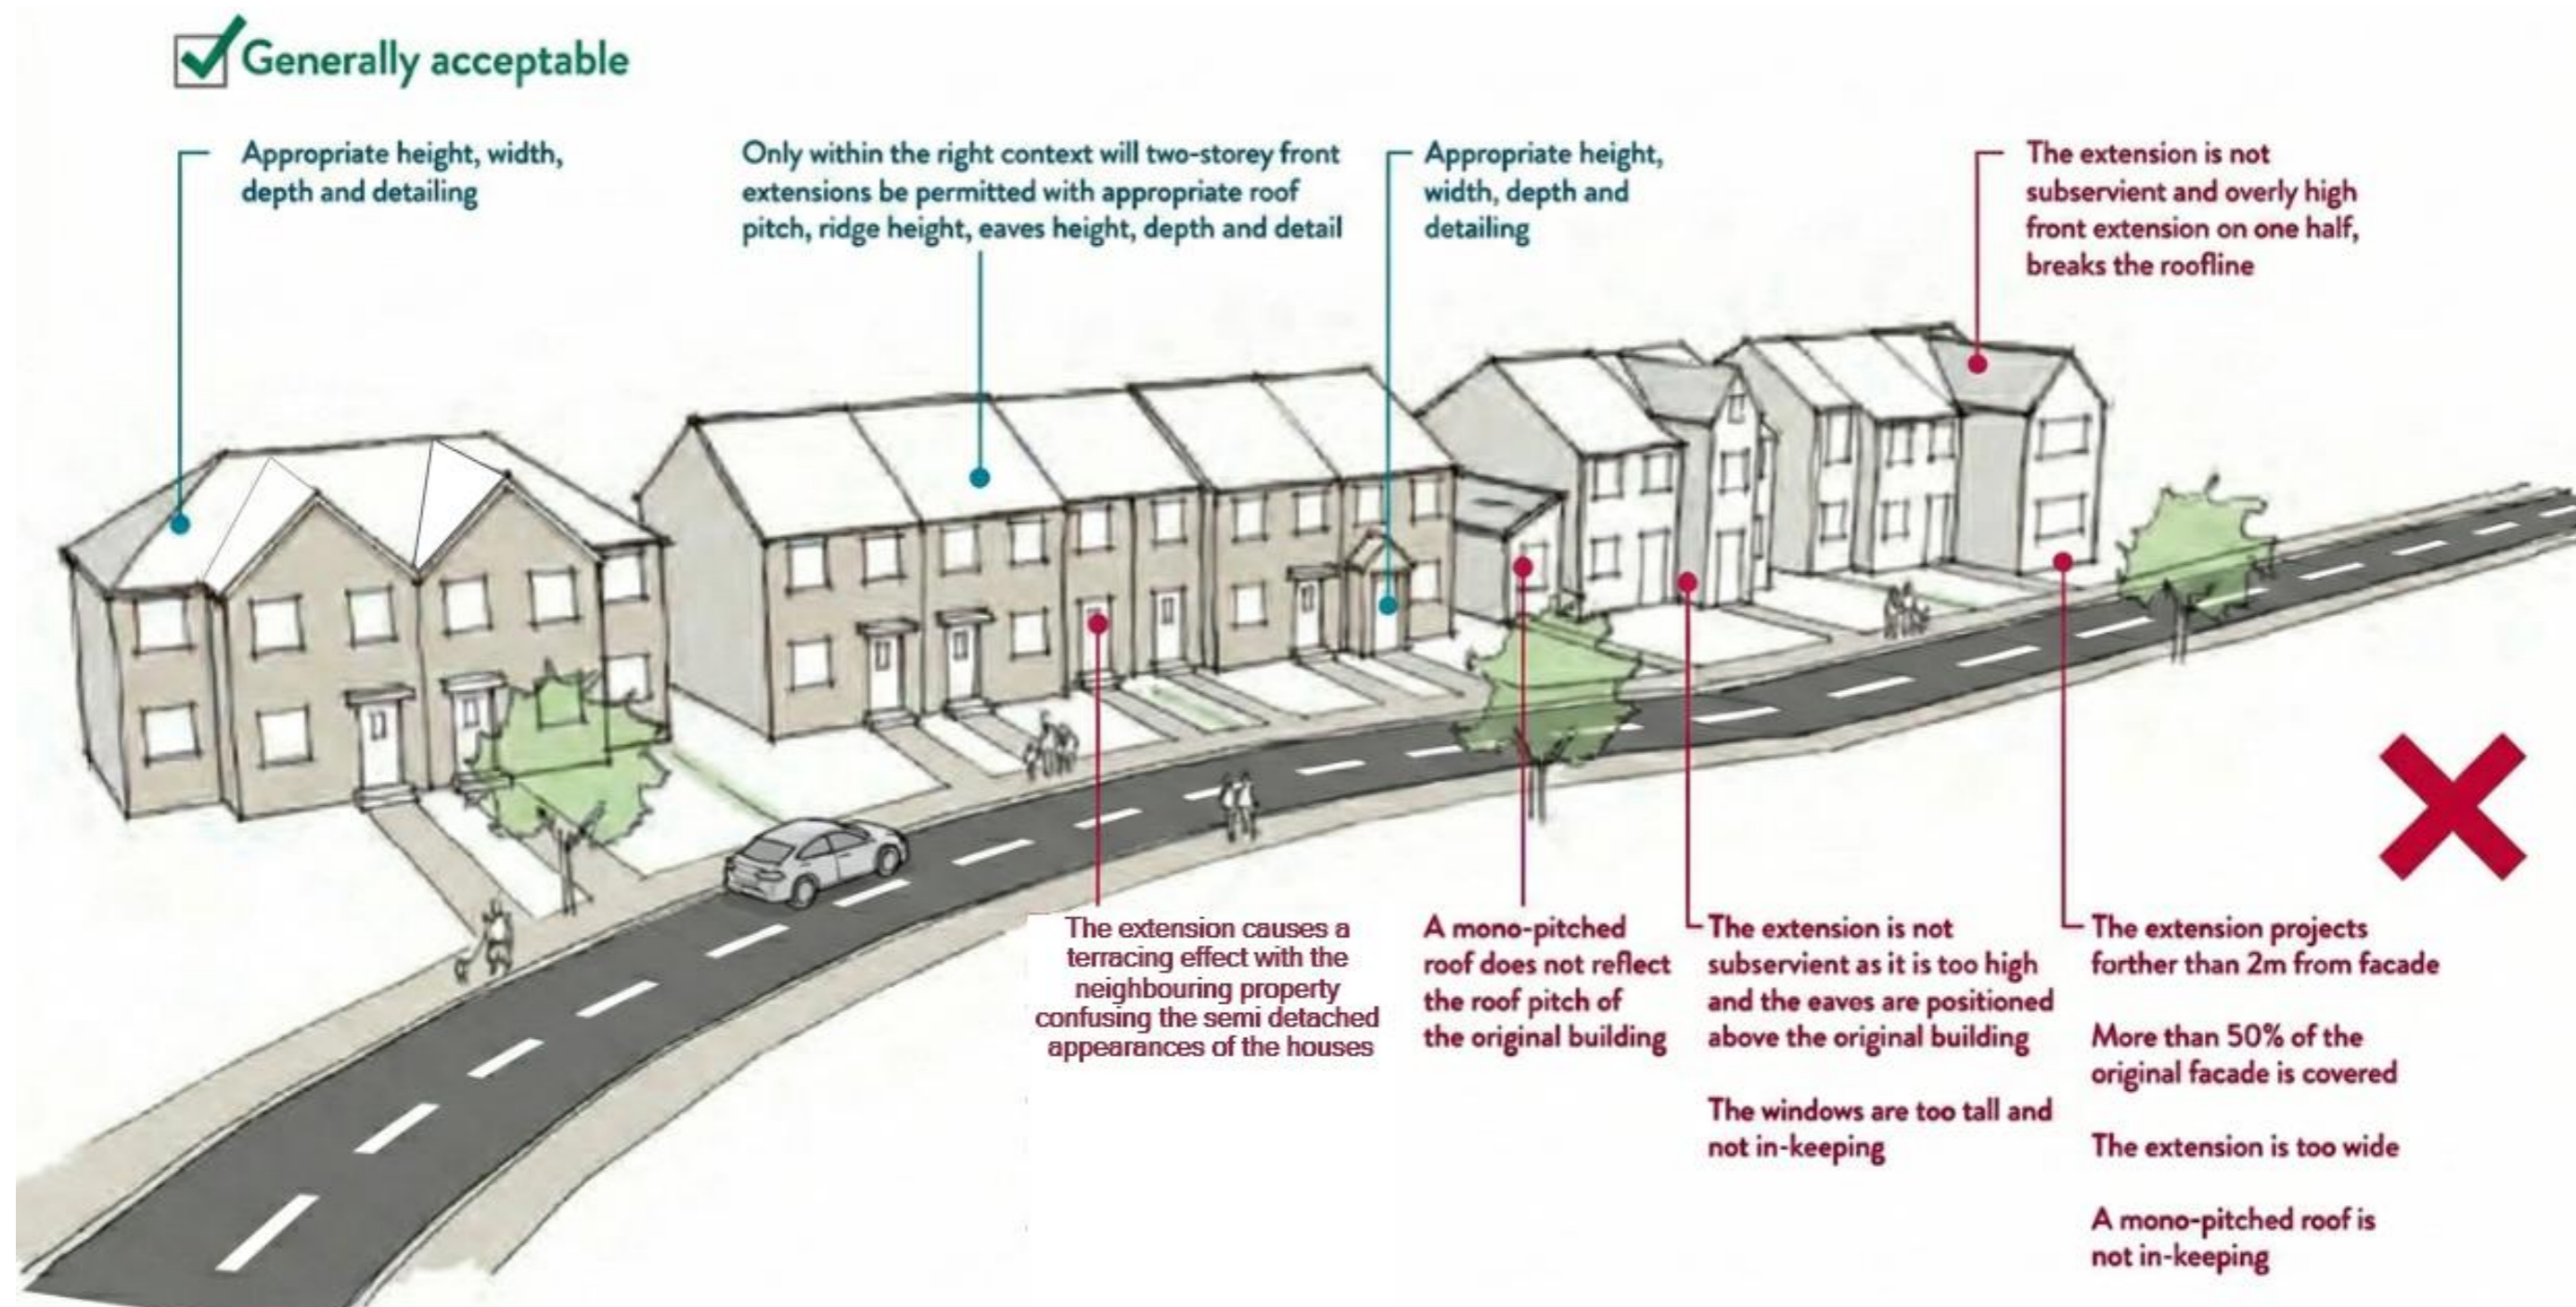 Generally acceptable
Appropriate height, width,
depth and detailing
Only within the right context will two-storey front
extensions be permitted with appropriate roof
pitch, ridge height, eaves height, depth and detail
Appropriate height,
width, depth and
detailing
The extension is not
subservient and overly high
front extension on one half,
breaks the roofline
The extension causes a
terracing effect with the
neighbouring property
confusing the semi detached
appearances of the houses
A mono-pitched
roof does not reflect
the roof pitch of
the original building
The extension is not
subservient as it is too high
and the eaves are positioned
above the original building
The windows are too tall and
not in-keeping
The extension projects
forther than 2m from facade
More than 50% of the
original facade is covered
The extension is too wide
A mono-pitched roof is
not in-keeping